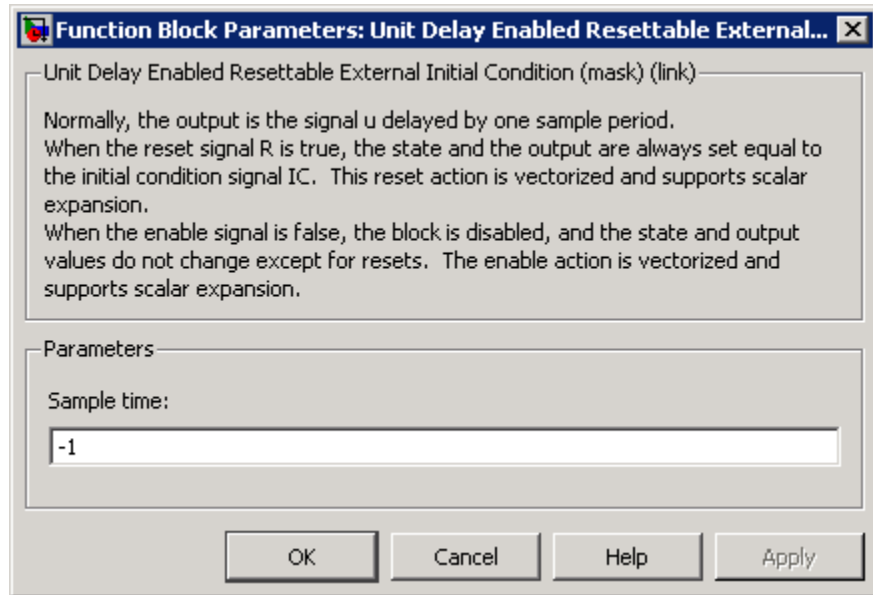 Function Block Parameters: Unit Delay Enabled Resettable External...
Unit Delay Enabled Resettable External Initial Condition (mask) (link)
Normally, the output is the signal u delayed by one sample period.
When the reset signal R is true, the state and the output are always set equal to
the initial condition signal IC.  This reset action is vectorized and supports scalar
expansion.
When the enable signal is false, the block is disabled, and the state and output
values do not change except for resets.  The enable action is vectorized and
supports scalar expansion.
Parameters
Sample time:
-1
OK
Cancel
Help
Apply